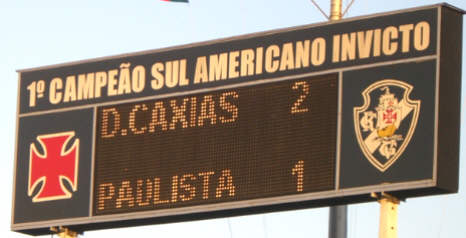 1º CAMPEÃO SUL AMERICANO INVICTO
D.CAXIAS 2
PAULISTA 1